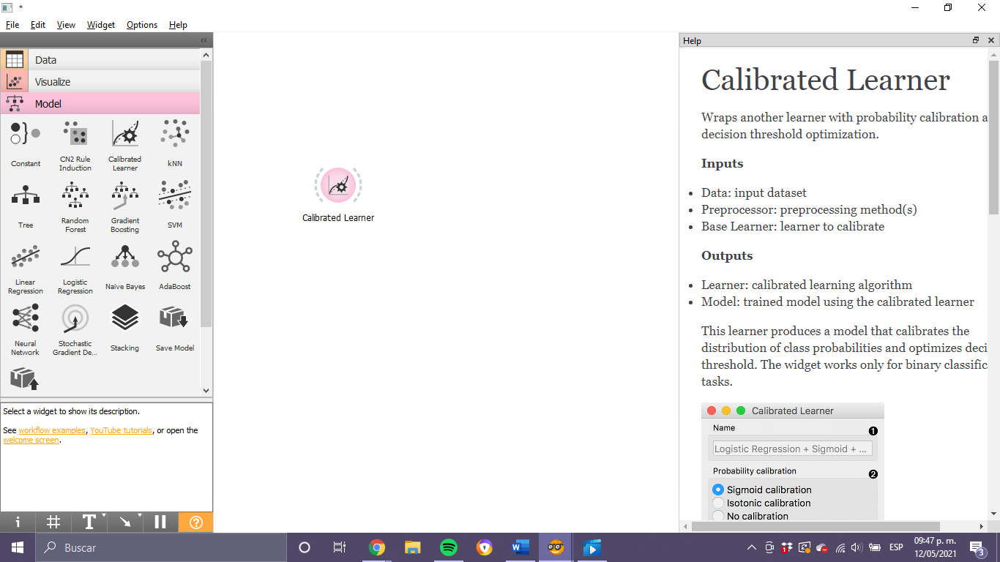 *
File Edit View Widget Options Help
Data
Visualize
Model
Constant
CN2 Rule
Induction
Calibrated
Learner
kNN
Tree
Random
Forest
Gradient
Boosting
SVM
Linear
Regression
Logistic
Regression
Naive Bayes
AdaBoost
Neural
Network
Stochastic
Gradient De...
Stacking
Save Model
Select a widget to show its description.
See workflow examples, YouTube tutorials, or open the
welcome screen.
Calibrated Learner
Help
Calibrated Learner
Wraps another learner with probability calibration a
decision threshold optimization.
Inputs
Data: input dataset
Preprocessor: preprocessing method(s)
Base Learner: learner to calibrate
Outputs
Learner: calibrated learning algorithm
Model: trained model using the calibrated learner
This learner produces a model that calibrates the
distribution of class probabilities and optimizes deci
threshold. The widget works only for binary classific
tasks.
Calibrated Learner
Name
1
Logistic Regression + Sigmoid + ...
Probability calibration
2
Sigmoid calibration
Isotonic calibration
No calibration
Buscar
1
ESP
09:47 p. m.
12/05/2021
3